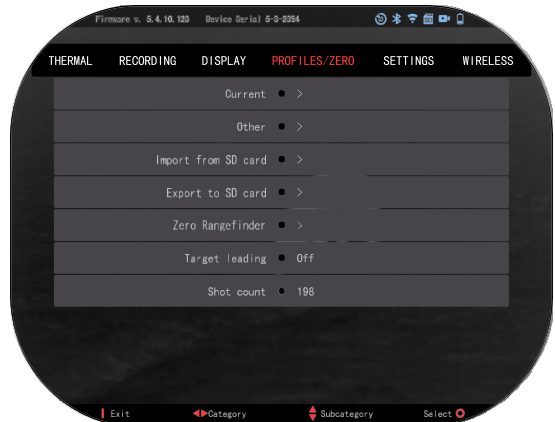 Firmware v. 5.4.10.123 Device Serial 5-3-2354
THERMAL RECORDING DISPLAY PROFILES/ZERO SETTINGS WIRELESS
Current >
Other >
Import from SD card >
Export to SD card >
Zero Rangefinder >
Target leading Off
Shot count 198
Exit Category Subcategory Select